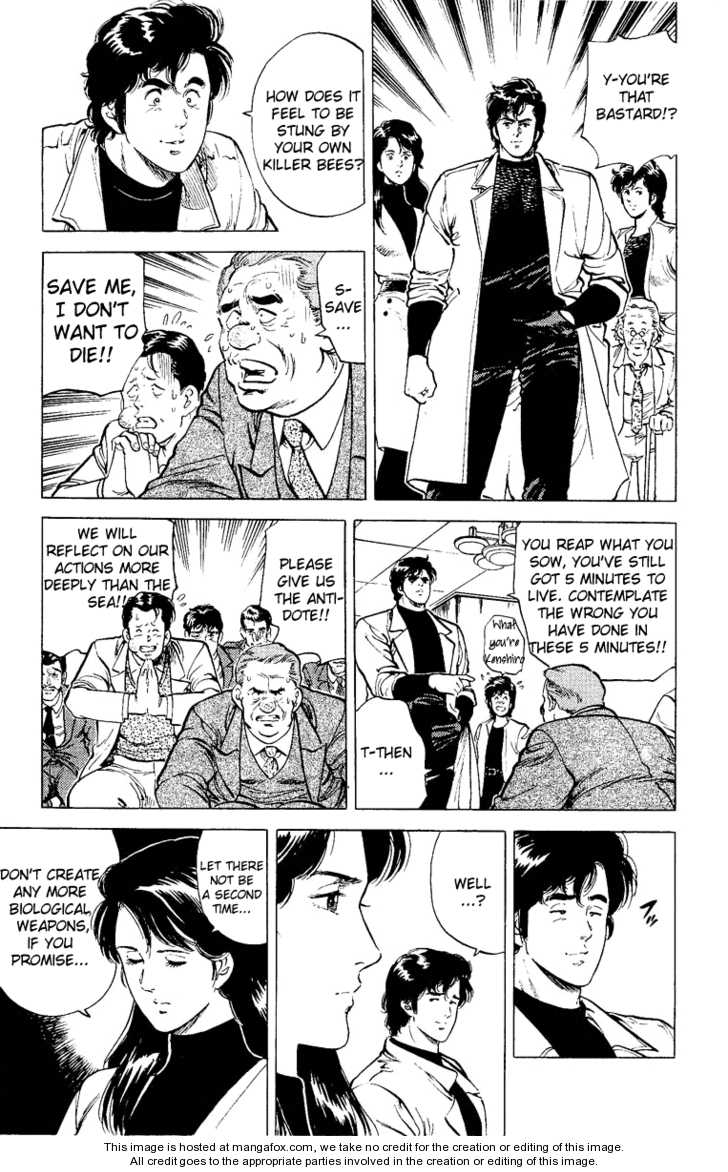 Y-YOU'RE
THAT
BASTARD!?
HOW DOES IT
FEEL TO BE
STUNG BY
YOUR OWN
KILLER BEES?
S-
SAVE
...
SAVE ME,
I DON'T
WANT TO
DIE!!
YOU REAP WHAT YOU
SOW, YOU'VE STILL
GOT 5 MINUTES TO
LIVE. CONTEMPLATE
THE WRONG YOU
HAVE DONE IN
THESE 5 MINUTES!!
What
you're
Kenshiro
T-THEN
...
PLEASE
GIVE US
THE ANTI-
DOTE!!
WE WILL
REFLECT ON OUR
ACTIONS MORE
DEEPLY THAN THE
SEA!!
WELL
...?
LET THERE
NOT BE
A SECOND
TIME...
DON'T CREATE
ANY MORE
BIOLOGICAL
WEAPONS,
IF YOU
PROMISE...
This image is hosted at mangafox.com, we take no credit for the creation or editing of this image.
All credit goes to the appropriate parties involved in the creation or editing of this image.